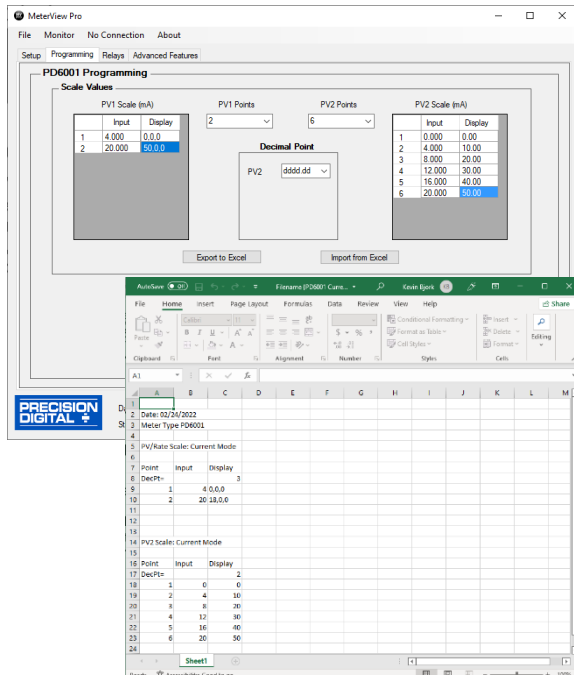 MeterView Pro
File Monitor No Connection About
Setup Programming Relays Advanced Features
PD6001 Programming
Scale Values
PV1 Scale (mA) PV1 Points PV2 Points PV2 Scale (mA)
2 6
Input Display
1 4.000 0.0.0
2 20.000 50.0.0
Decimal Point
PV2 dddd.dd
Input Display
1 0.000 0.00
2 4.000 10.00
3 8.000 20.00
4 12.000 30.00
5 16.000 40.00
6 20.000 50.00
Export to Excel Import from Excel
PRECISION
DIGITAL
AutoSave Off Filename (PD6001 Curre... Kevin Bjork KB
File Home Insert Page Layout Formulas Data Review View Help Share
Paste Calibri 11 Conditional Formatting Insert
B I U $ % Format as Table Delete Editing
A Cell Styles Format
Clipboard Font Alignment Number Styles Cells
A1 fx
A B C D E F G H I J K L M
1
2 Date: 02/24/2022
3 Meter Type PD6001
4
5 PV/Rate Scale: Current Mode
6
7 Point Input Display
8 DecPt= 3
9 1 4 0,0,0
10 2 20 18,0,0
11
12
13
14 PV2 Scale: Current Mode
15
16 Point Input Display
17 DecPt= 2
18 1 0 0
19 2 4 10
20 3 8 20
21 4 12 30
22 5 16 40
23 6 20 50
24
Sheet1
100%